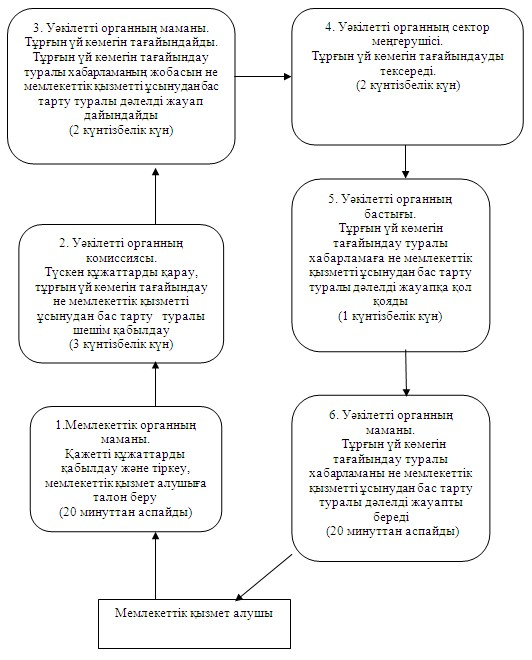 3. Уәкілетті органның маманы.
Тұрғын үй көмегін тағайындайды.
Тұрғын үй көмегін тағайындау
туралы хабарламаның жобасын не
мемлекеттік қызметті ұсынудан бас
тарту туралы дәлелді жауап
дайындайды
(2 күнтізбелік күн)
4. Уәкілетті органның сектор
меңгерушісі.
Тұрғын үй көмегін тағайындауды
тексереді.
(2 күнтізбелік күн)
2. Уәкілетті органның
комиссиясы.
Түскен құжаттарды қарау,
тұрғын үй көмегін тағайындау
не мемлекеттік қызметті
ұсынудан бас тарту туралы
шешім қабылдау
(3 күнтізбелік күн)
5. Уәкілетті органның
бастығы.
Тұрғын үй көмегін
тағайындау туралы
хабарламаға не мемлекеттік
қызметті ұсынудан бас тарту
туралы дәлелді жауапқа қол
қояды
(1 күнтізбелік күн)
1.Мемлекеттік органның
маманы.
Қажетті құжаттарды
қабылдау және тіркеу,
мемлекеттік қызмет алушыға
талон беру
(20 минуттан аспайды)
6. Уәкілетті органның
маманы.
Тұрғын үй көмегін
тағайындау туралы
хабарламаны не мемлекеттік
қызметті ұсынудан бас тарту
туралы дәлелді жауапты
береді
(20 минуттан аспайды)
Мемлекеттік қызмет алушы